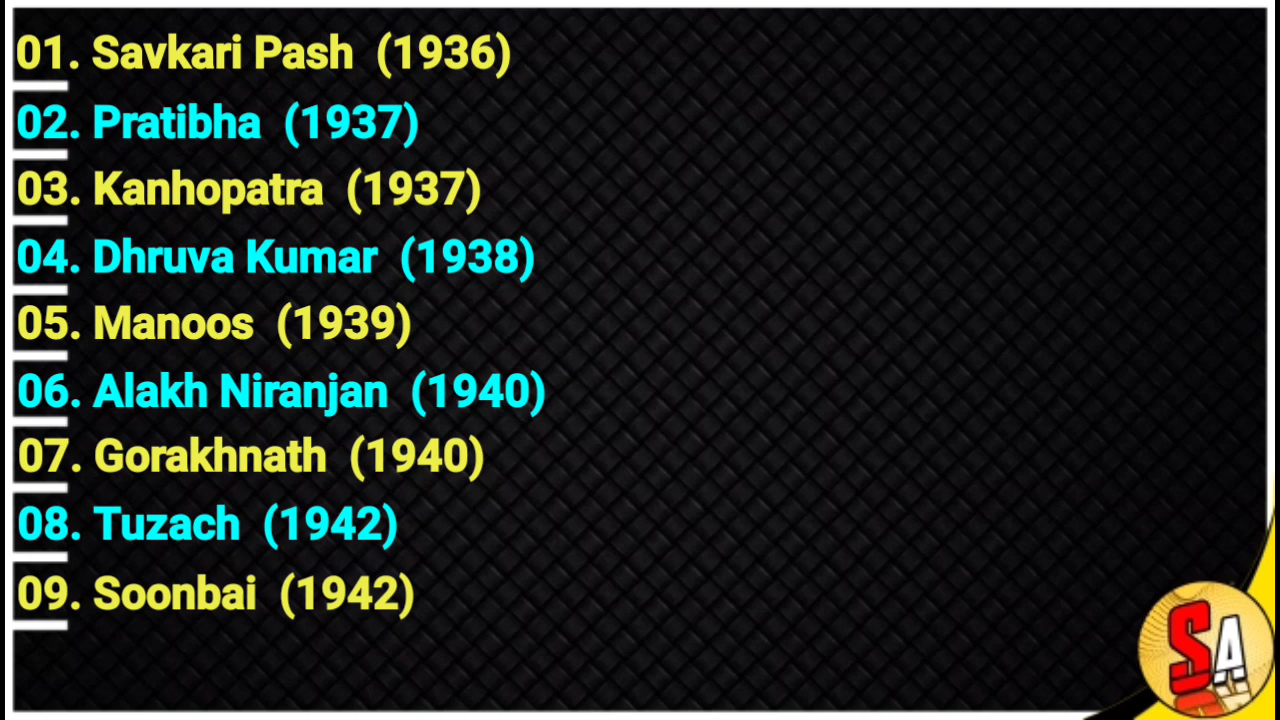 01. Savkari Pash (1936)
02. Pratibha (1937)
03. Kanhopatra (1937)
04. Dhruva Kumar (1938)
05. Manoos (1939)
06. Alakh Niranjan (1940)
07. Gorakhnath (1940)
08. Tuzach (1942)
09. Soonbai (1942)
SA